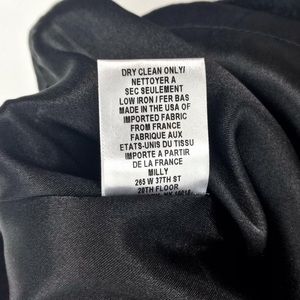 DRY CLEAN ONLY/
NETTOYER A
SEC SEULEMENT
LOW IRON / FER BAS
MADE IN THE USA OF
IMPORTED FABRIC
FROM FRANCE
FABRIQUE AUX
ETATS-UNIS DU TISSU
IMPORTE A PARTIR
DE LA FRANCE
MILLY
265 W 37TH ST
20TH FLOOR